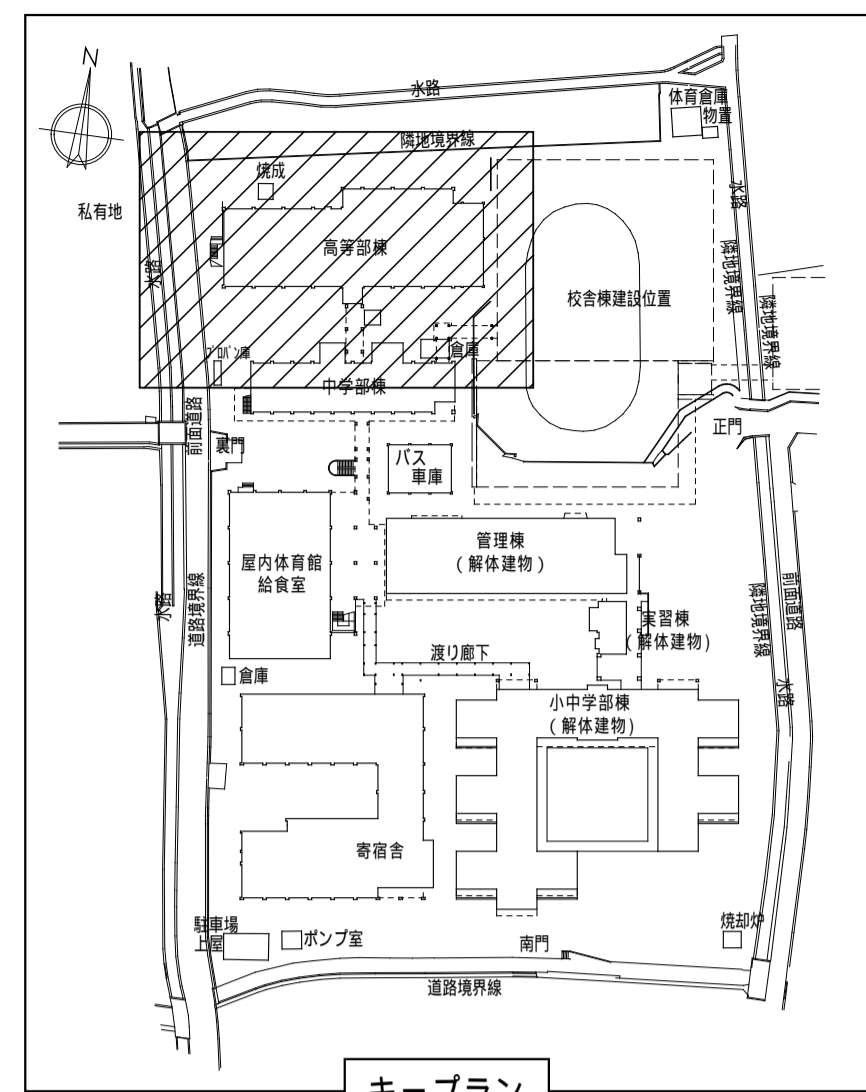 N
水路
体育倉庫
物置
隣地境界線
焼成
私有地
水路
高等部棟
水路
隣地境界線
隣地境界線
校舎棟建設位置
倉庫
プロパン庫
中学部棟
前面道路
裏門
正門
バス
車庫
管理棟
(解体建物)
屋内体育館
給食室
前面道路
隣地境界線
水路
道路境界線
実習棟
(解体建物)
渡り廊下
倉庫
小中学部棟
(解体建物)
水路
寄宿舎
駐車場
上屋
ポンプ室
南門
焼却炉
道路境界線
キープラン